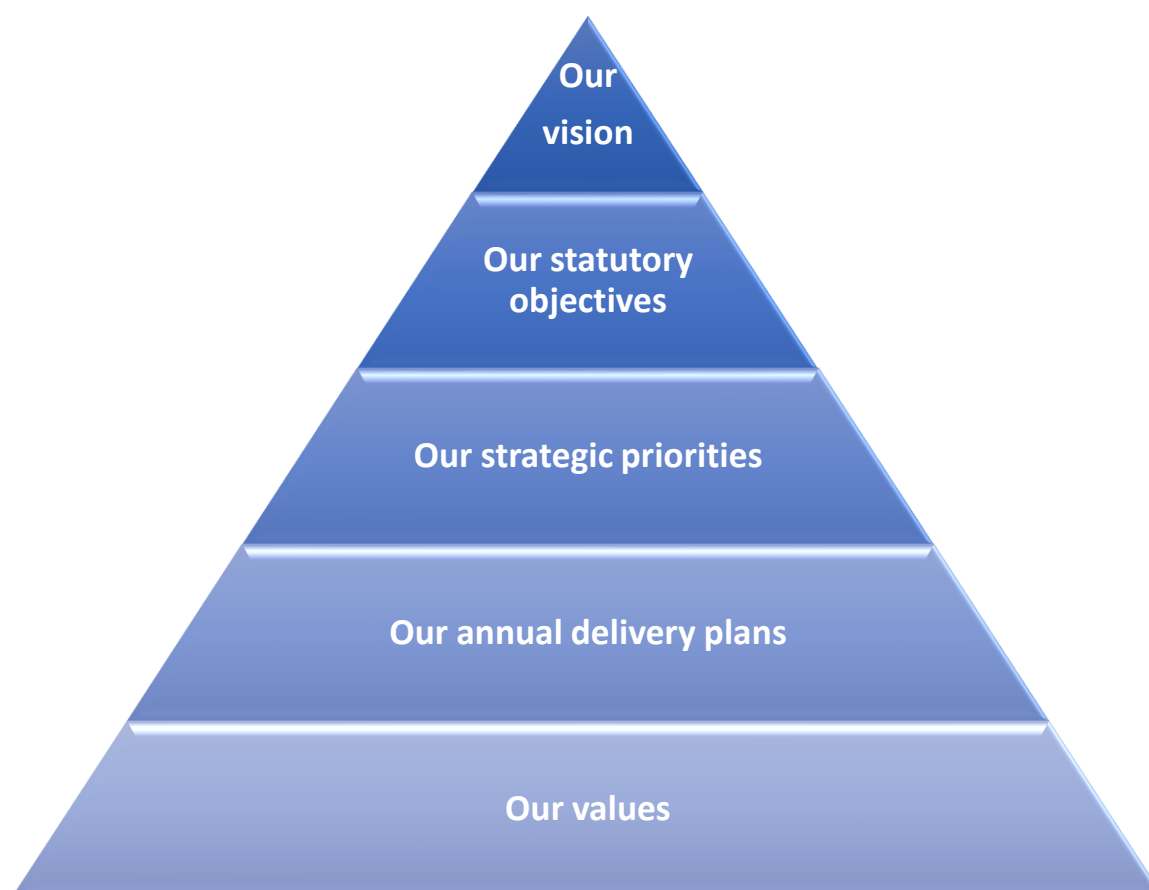 Our
vision
Our statutory
objectives
Our strategic priorities
Our annual delivery plans
Our values